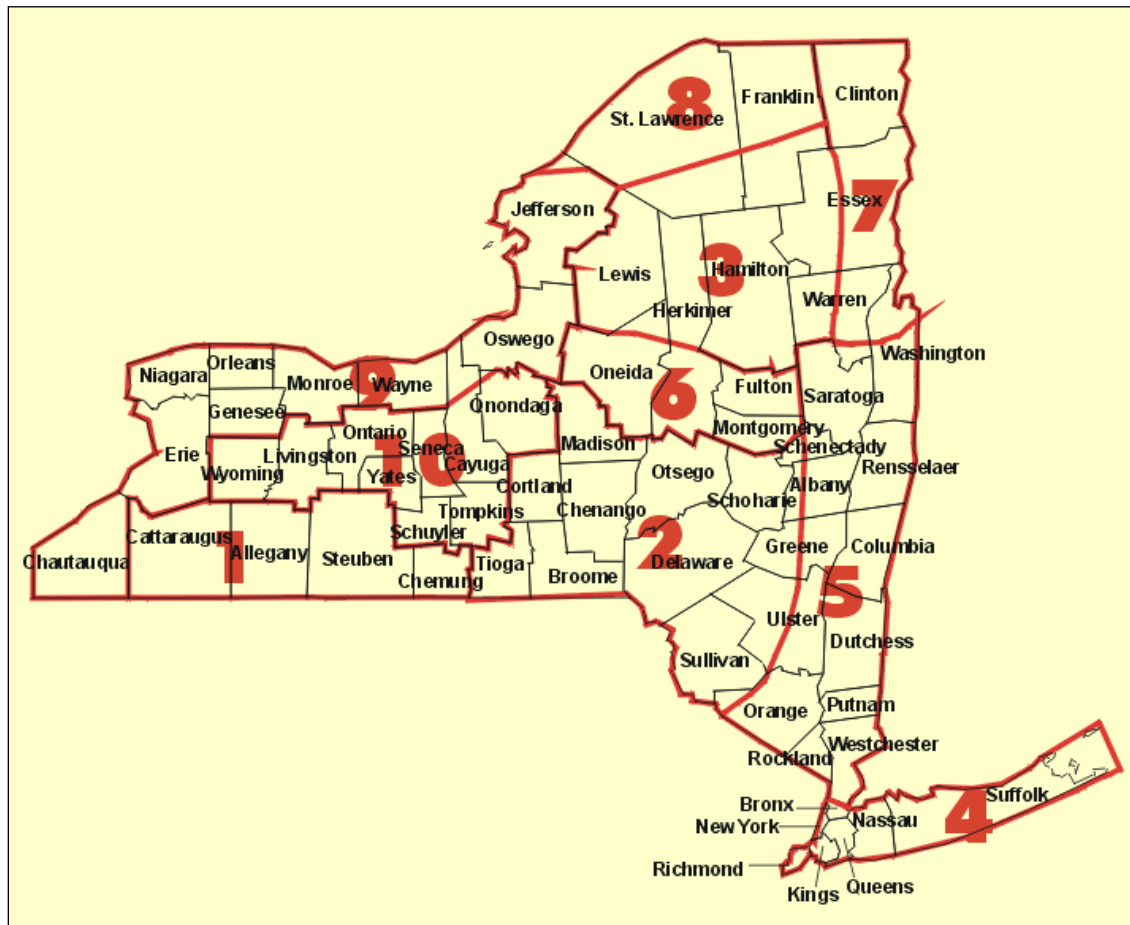 8
Franklin
Clinton
St. Lawrence
7
Essex
Jefferson
3
Lewis
Hamilton
Herkimer
Warren
Oswego
Washington
Orleans
Niagara
Monroe
9
Wayne
Oneida
6
Fulton
Saratoga
Genesee
Onondaga
Montgomery
Ontario
Madison
Schenectady
Erie
Livingston
Seneca
10
Cayuga
Otsego
Rensselaer
Wyoming
Yates
Cortland
Albany
Schoharie
Tompkins
Chenango
Schuyler
Cattaraugus
Allegany
1
Chautauqua
Steuben
Chemung
Tioga
Broome
2
Delaware
Greene
Columbia
5
Ulster
Dutchess
Sullivan
Orange
Putnam
Westchester
Rockland
Suffolk
4
Bronx
Nassau
New York
Richmond
Kings
Queens